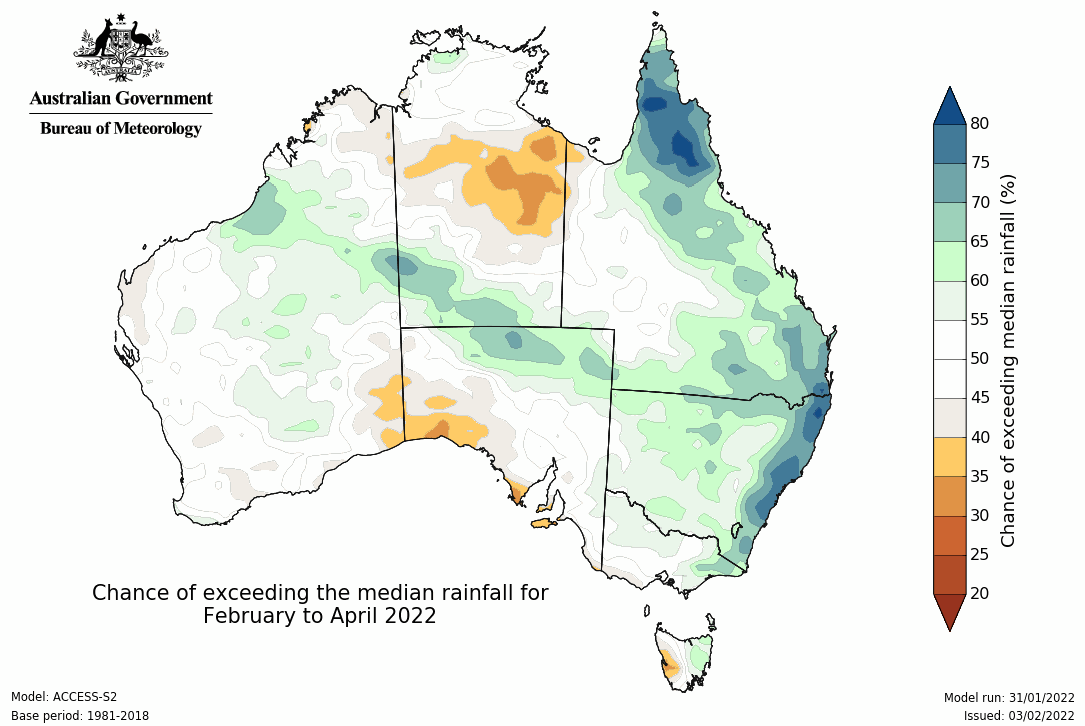 Australian Government
Bureau of Meteorology
80
75
70
65
60
55
50
45
40
35
30
25
20
Chance of exceeding median rainfall (%)
Chance of exceeding the median rainfall for
February to April 2022
Model: ACCESS-S2
Base period: 1981-2018
Model run: 31/01/2022
Issued: 03/02/2022